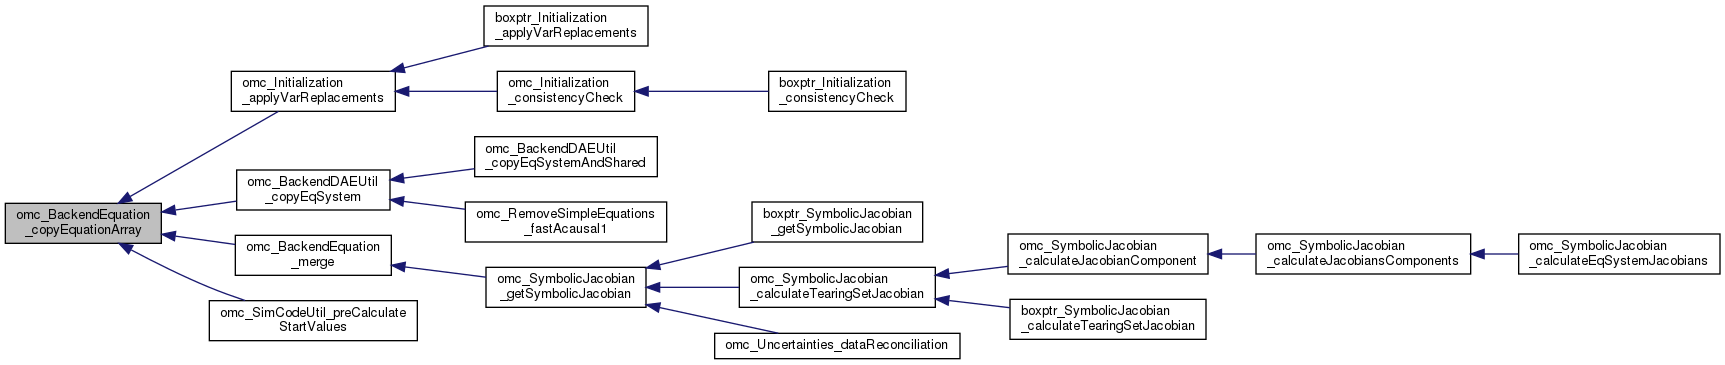 boxptr_Initialization
_applyVarReplacements
omc_Initialization
_applyVarReplacements
omc_Initialization
_consistencyCheck
boxptr_Initialization
_consistencyCheck
omc_BackendDAEUtil
_copyEqSystemAndShared
omc_BackendDAEUtil
_copyEqSystem
omc_RemoveSimpleEquations
_fastAcausal1
omc_BackendEquation
_copyEquationArray
omc_BackendEquation
_merge
boxptr_SymbolicJacobian
_getSymbolicJacobian
omc_SymbolicJacobian
_getSymbolicJacobian
omc_SymbolicJacobian
_calculateTearingSetJacobian
omc_SymbolicJacobian
_calculateJacobianComponent
omc_SymbolicJacobian
_calculateJacobiansComponents
omc_SymbolicJacobian
_calculateEqSystemJacobians
boxptr_SymbolicJacobian
_calculateTearingSetJacobian
omc_SimCodeUtil_preCalculate
StartValues
omc_Uncertainties_dataReconciliation